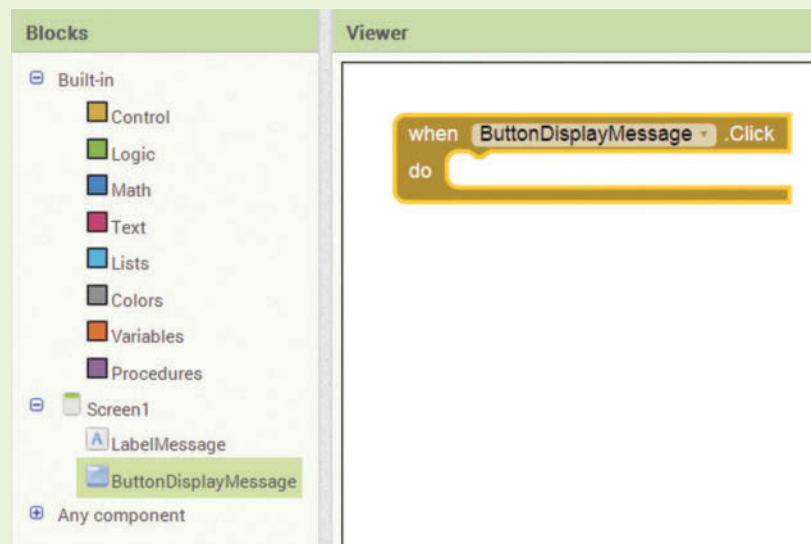 Blocks
Viewer
Built-in
Control
Logic
Math
Text
Lists
Colors
Variables
Procedures
Screen1
A LabelMessage
ButtonDisplayMessage
Any component
when ButtonDisplayMessage .Click
do